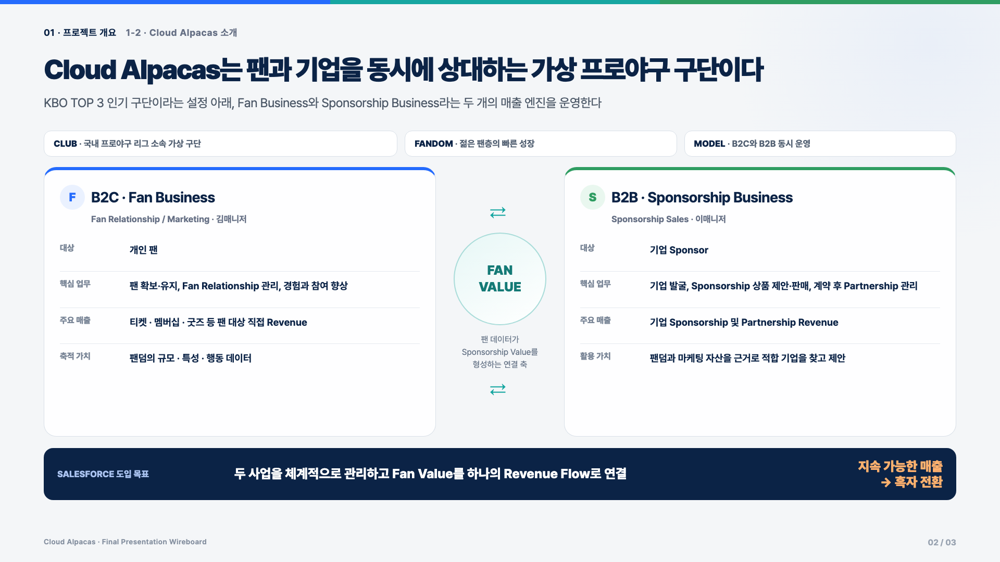 01 · 프로젝트 개요 1-2 · Cloud Alpacas 소개
Cloud Alpacas는 팬과 기업을 동시에 상대하는 가상 프로야구 구단이다
KBO TOP 3 인기 구단이라는 설정 아래, Fan Business와 Sponsorship Business라는 두 개의 매출 엔진을 운영한다
CLUB · 국내 프로야구 리그 소속 가상 구단
FANDOM · 젊은 팬층의 빠른 성장
MODEL · B2C와 B2B 동시 운영
F
B2C · Fan Business
Fan Relationship / Marketing · 김매니저
대상
개인 팬
핵심 업무
팬 확보·유지, Fan Relationship 관리, 경험과 참여 향상
주요 매출
티켓 · 멤버십 · 굿즈 등 팬 대상 직접 Revenue
축적 가치
팬덤의 규모 · 특성 · 행동 데이터
⇄
FAN
VALUE
팬 데이터가
Sponsorship Value를
형성하는 연결 축
⇄
S
B2B · Sponsorship Business
Sponsorship Sales · 이매니저
대상
기업 Sponsor
핵심 업무
기업 발굴, Sponsorship 상품 제안·판매, 계약 후 Partnership 관리
주요 매출
기업 Sponsorship 및 Partnership Revenue
활용 가치
팬덤과 마케팅 자산을 근거로 적합 기업을 찾고 제안
SALESFORCE 도입 목표
두 사업을 체계적으로 관리하고 Fan Value를 하나의 Revenue Flow로 연결
지속 가능한 매출
→ 흑자 전환
Cloud Alpacas · Final Presentation Wireboard
02 / 03